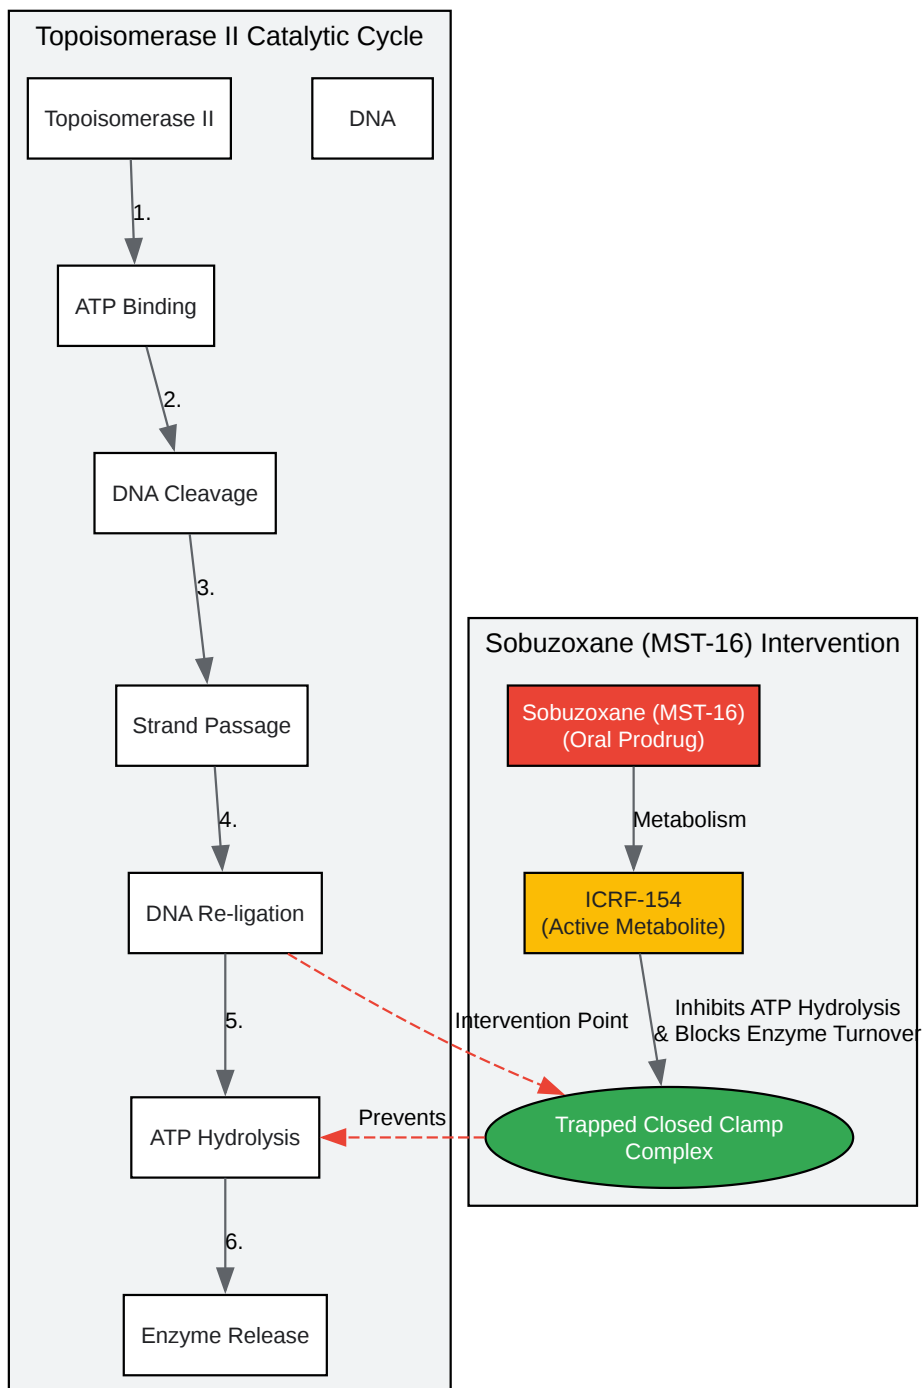 Topoisomerase II Catalytic Cycle
Topoisomerase II
DNA
1.
ATP Binding
2.
DNA Cleavage
3.
Strand Passage
4.
DNA Re-ligation
5.
ATP Hydrolysis
6.
Enzyme Release
Sobuzoxane (MST-16) Intervention
Sobuzoxane (MST-16)
(Oral Prodrug)
Metabolism
ICRF-154
(Active Metabolite)
Inhibits ATP Hydrolysis
& Blocks Enzyme Turnover
Intervention Point
Trapped Closed Clamp
Complex
Prevents